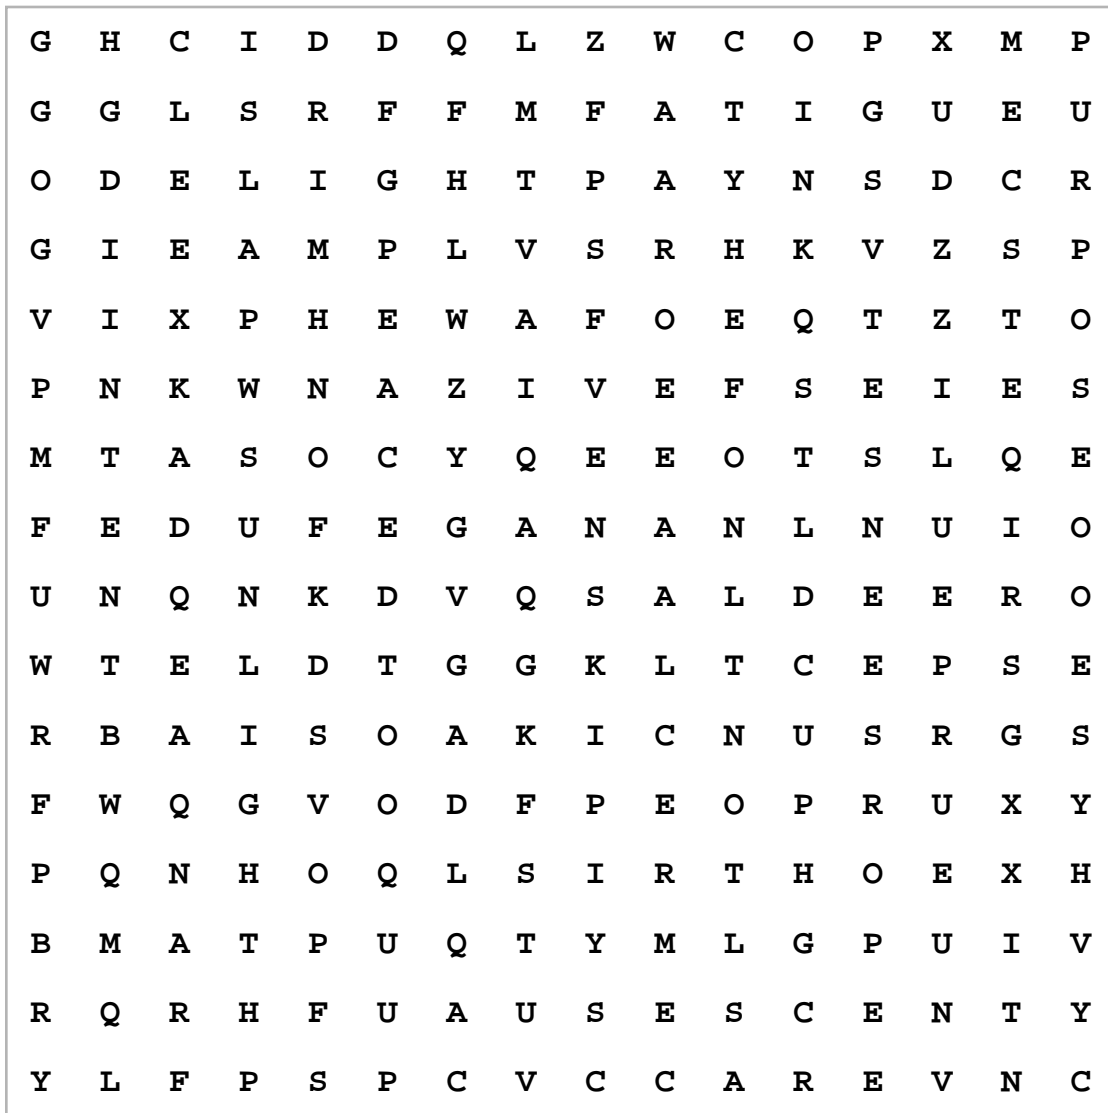 G H C I D D Q L Z W C O P X M P
G G L S R F F M F A T I G U E U
O D E L I G H T P A Y N S D C R
G I E A M P L V S R H K V Z S P
V I X P H E W A F O E Q T Z T O
P N K W N A Z I V E F S E I E S
M T A S O C Y Q E E O T S L Q E
F E D U F E G A N A N L N U I O
U N Q N K D V Q S A L D E E R O
W T E L D T G G K L T C E P S E
R B A I S O A K I C N U S R G S
F W Q G V O D F P E O P R U X Y
P Q N H O Q L S I R T H O E X H
B M A T P U Q T Y M L G P U I V
R Q R H F U A U S E S C E N T Y
Y L F P S P C V C C A R E V N C